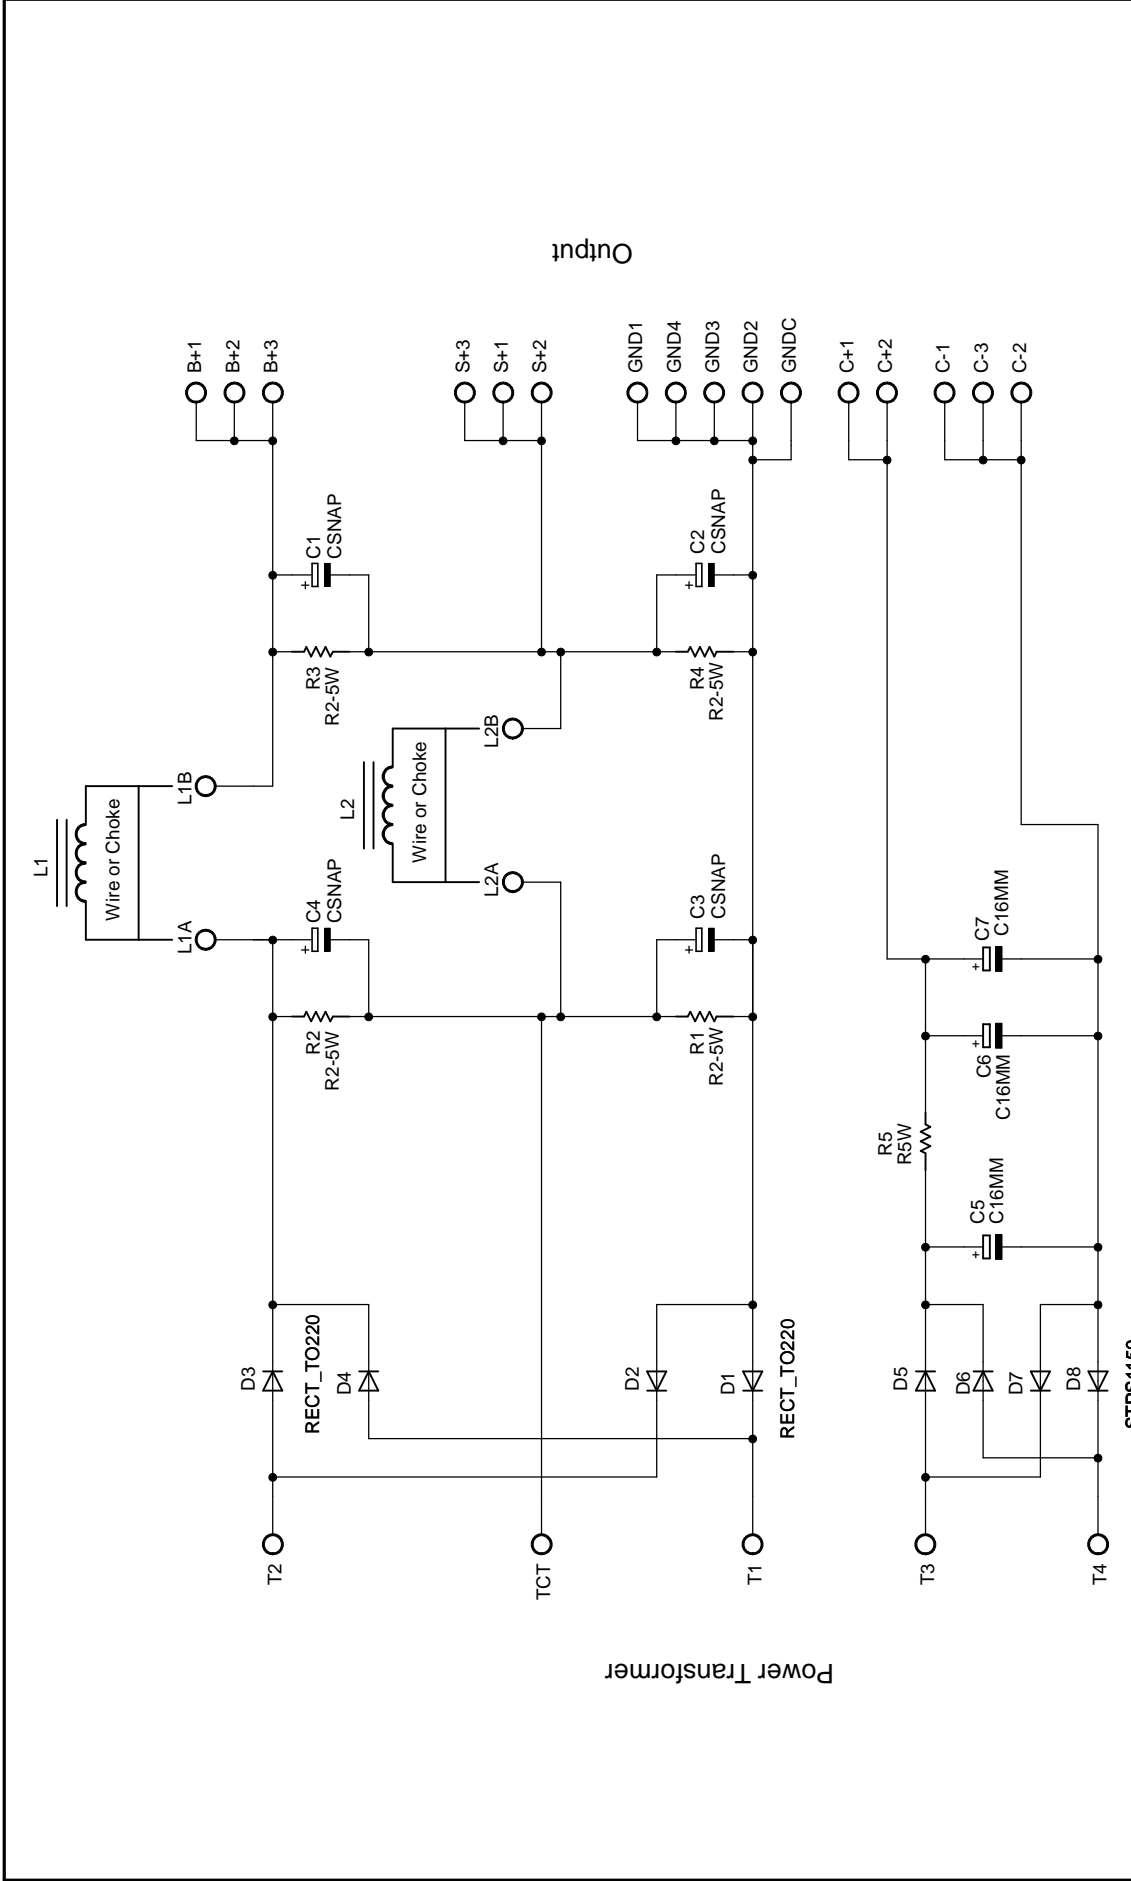 Power Transformer
Output
L1
Wire or Choke
L1A
L1B
B+1
B+2
B+3
L2
Wire or Choke
L2A
L2B
S+3
S+1
S+2
C1
CSNAP
+
R3
R2-5W
C4
CSNAP
+
R2
R2-5W
C2
CSNAP
+
R4
R2-5W
C3
CSNAP
+
R1
R2-5W
GND1
GND4
GND3
GND2
GNDC
C+1
C+2
C-1
C-3
C-2
D3
RECT_TO220
D4
D2
D1
RECT_TO220
R5
R5W
C5
C16MM
+
C6
C16MM
+
C7
C16MM
+
D5
D6
D7
D8
T2
TCT
T1
T3
T4